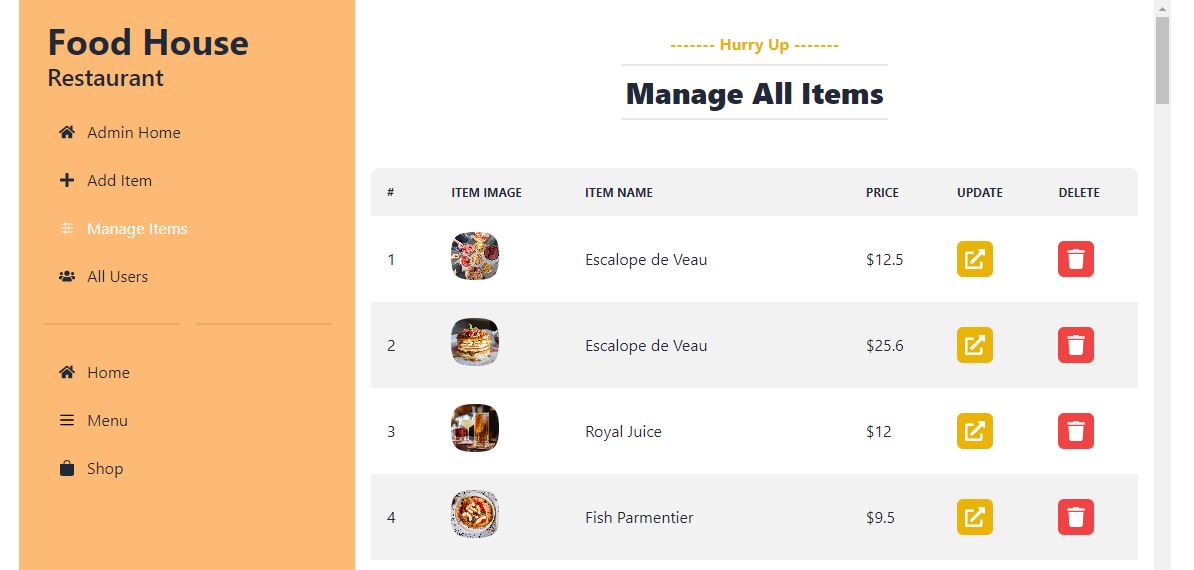 Food House
Restaurant
Admin Home
Add Item
Manage Items
All Users
Home
Menu
Shop
------- Hurry Up -------
Manage All Items
# ITEM IMAGE ITEM NAME PRICE UPDATE DELETE
1 Escalope de Veau $12.5
2 Escalope de Veau $25.6
3 Royal Juice $12
4 Fish Parmentier $9.5